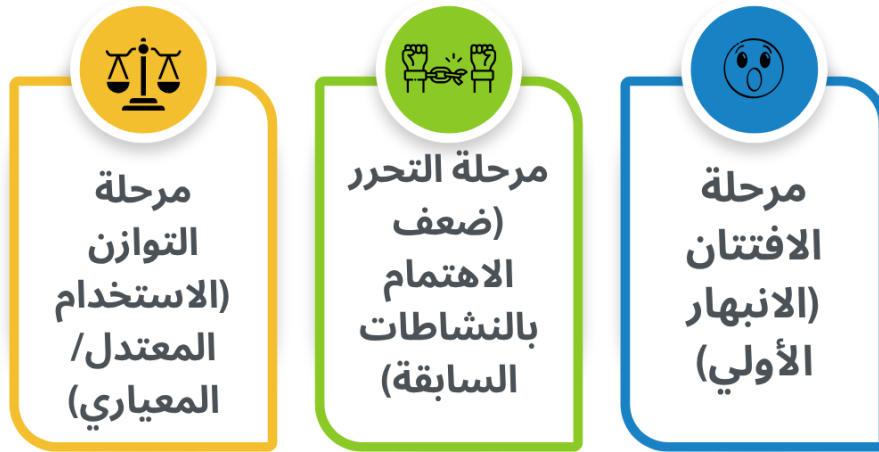 مرحلة
الافتتان
(الانبهار
الأولي)
مرحلة التحرر
(ضعف
الاهتمام
بالنشاطات
السابقة)
مرحلة
التوازن
(الاستخدام
المعتدل/
المعياري)